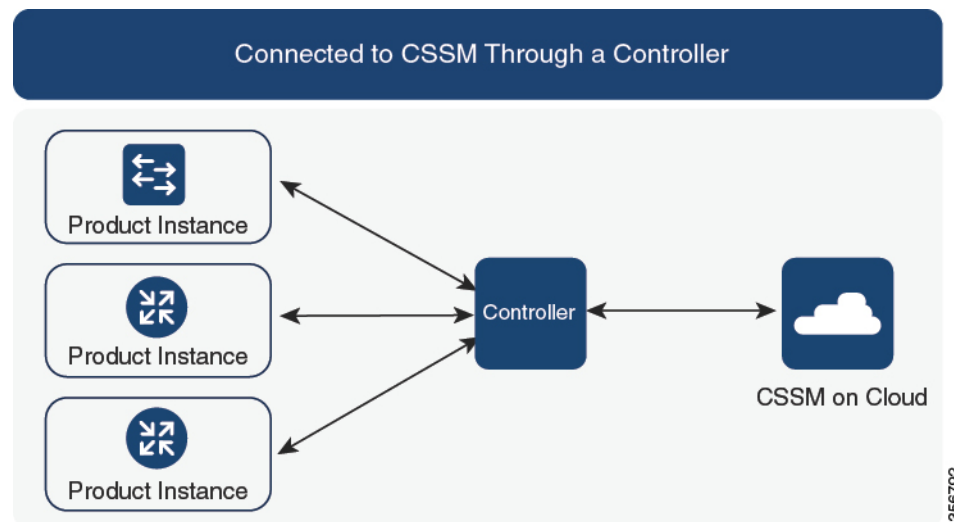 Connected to CSSM Through a Controller
Product Instance
Product Instance
Product Instance
Controller
CSSM on Cloud